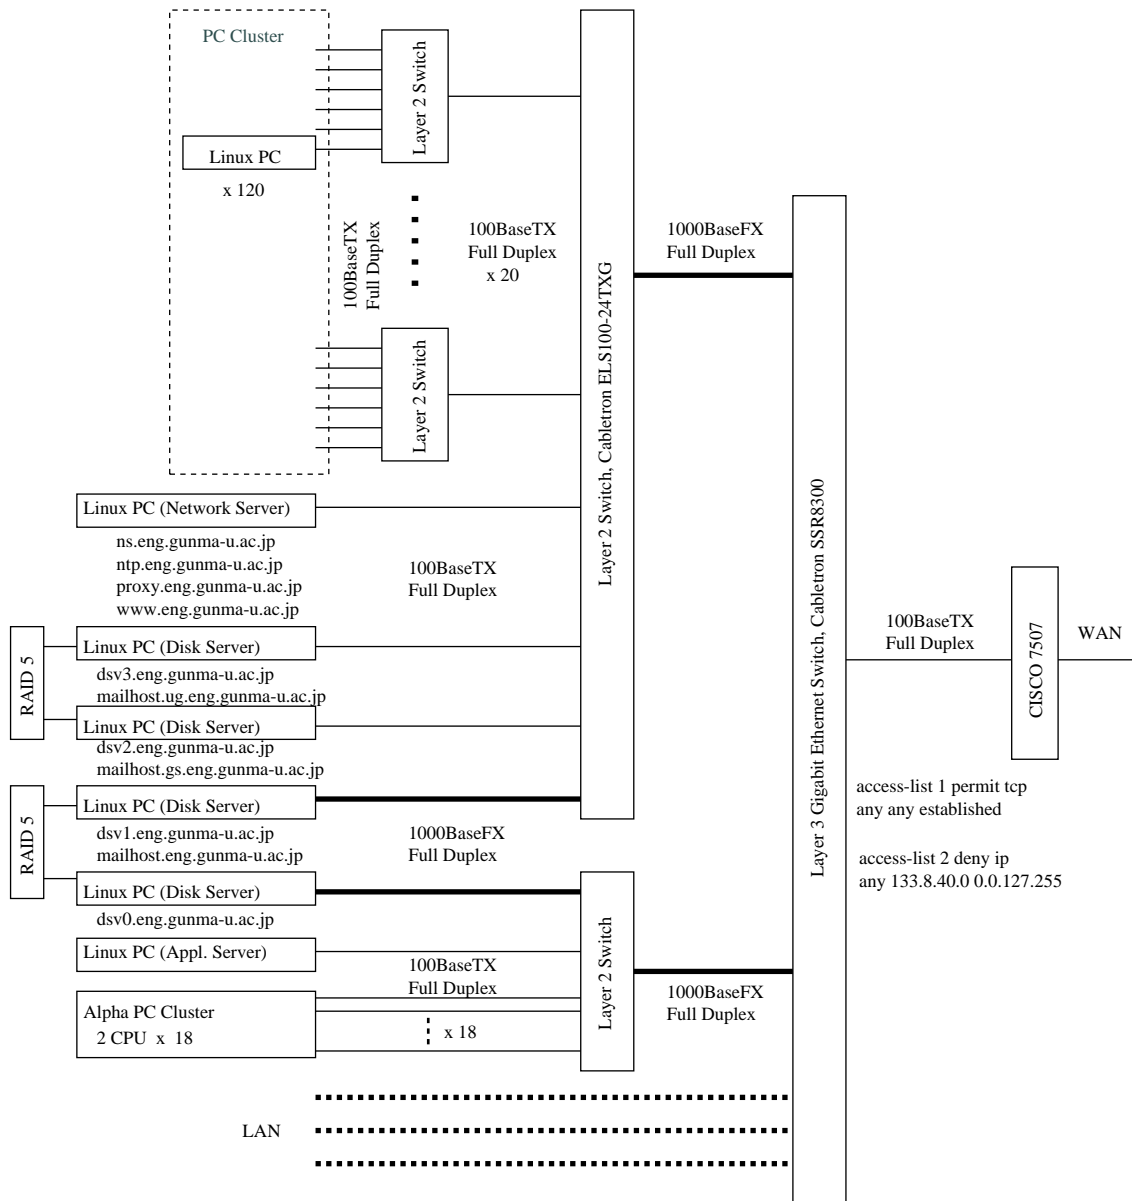 PC Cluster
Layer 2 Switch
Linux PC
x 120
100BaseTX
Full Duplex
100BaseTX
Full Duplex
x 20
Layer 2 Switch
Layer 2 Switch, Cabletron ELS100-24TXG
1000BaseFX
Full Duplex
Layer 3 Gigabit Ethernet Switch, Cabletron SSR8300
Linux PC (Network Server)
ns.eng.gunma-u.ac.jp
ntp.eng.gunma-u.ac.jp
proxy.eng.gunma-u.ac.jp
www.eng.gunma-u.ac.jp
100BaseTX
Full Duplex
RAID 5
Linux PC (Disk Server)
dsv3.eng.gunma-u.ac.jp
mailhost.ug.eng.gunma-u.ac.jp
Linux PC (Disk Server)
dsv2.eng.gunma-u.ac.jp
mailhost.gs.eng.gunma-u.ac.jp
100BaseTX
Full Duplex
CISCO 7507
WAN
RAID 5
Linux PC (Disk Server)
dsv1.eng.gunma-u.ac.jp
mailhost.eng.gunma-u.ac.jp
1000BaseFX
Full Duplex
access-list 1 permit tcp
any any established
access-list 2 deny ip
any 133.8.40.0 0.0.127.255
Linux PC (Disk Server)
dsv0.eng.gunma-u.ac.jp
Linux PC (Appl. Server)
100BaseTX
Full Duplex
Layer 2 Switch
1000BaseFX
Full Duplex
Alpha PC Cluster
2 CPU x 18
x 18
LAN